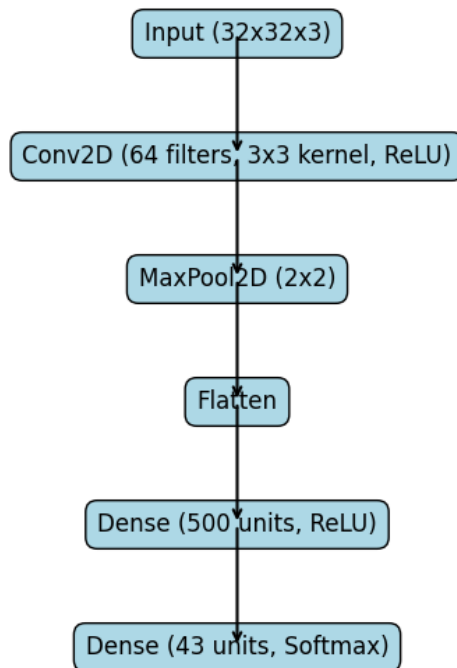 Input (32x32x3)
Conv2D (64 filters, 3x3 kernel, ReLU)
MaxPool2D (2x2)
Flatten
Dense (500 units, ReLU)
Dense (43 units, Softmax)